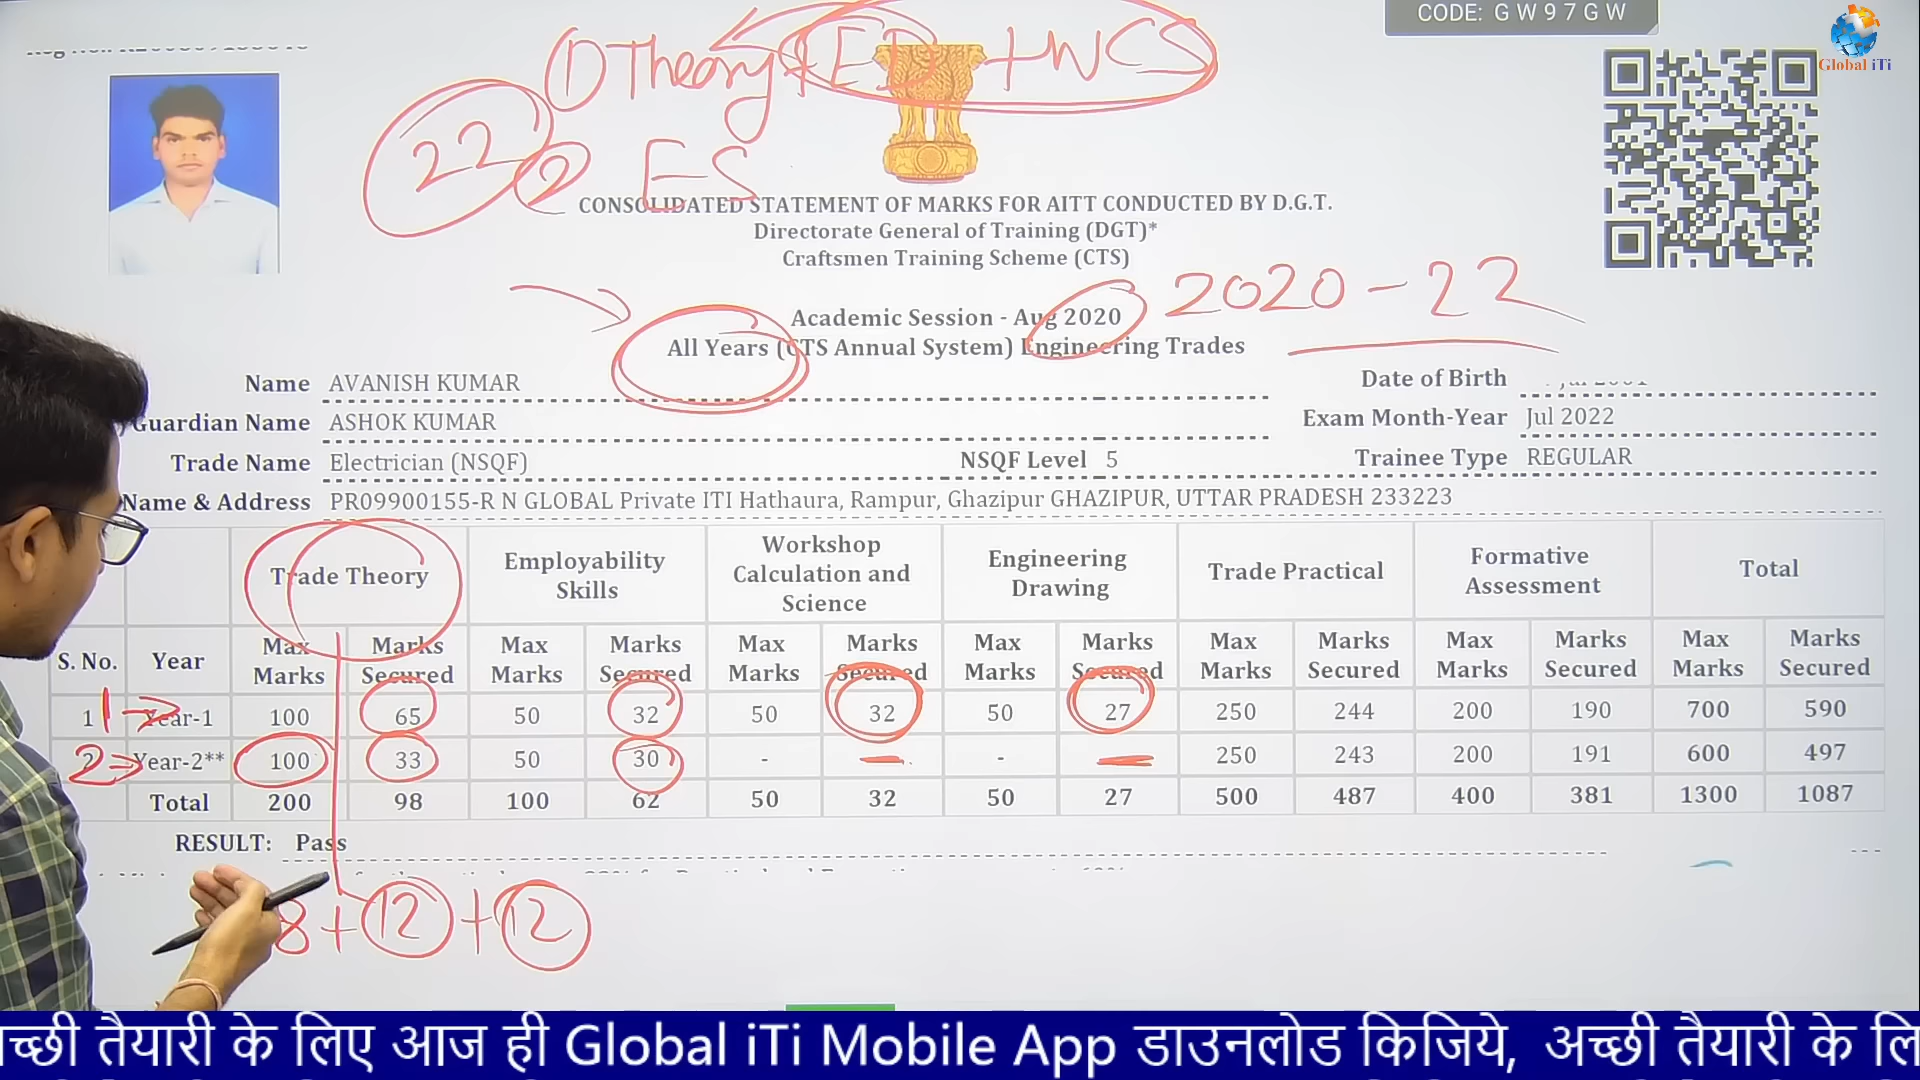 CODE: G W 9 7 G W
Global iTi
① Theory + ED + WCS
22
② ES
CONSOLIDATED STATEMENT OF MARKS FOR AITT CONDUCTED BY D.G.T.
Directorate General of Training (DGT)*
Craftsmen Training Scheme (CTS)
Academic Session - Aug 2020
2020-22
All Years (CTS Annual System) Engineering Trades
Name AVANISH KUMAR Date of Birth
Guardian Name ASHOK KUMAR Exam Month-Year Jul 2022
Trade Name Electrician (NSQF) NSQF Level 5 Trainee Type REGULAR
Name & Address PR09900155-R N GLOBAL Private ITI Hathaura, Rampur, Ghazipur GHAZIPUR, UTTAR PRADESH 233223
Trade Theory Employability Skills Workshop Calculation and Science Engineering Drawing Trade Practical Formative Assessment Total
S. No. Year Max Marks Marks Secured Max Marks Marks Secured Max Marks Marks Secured Max Marks Marks Secured Max Marks Marks Secured Max Marks Marks Secured Max Marks Marks Secured
1 1→ Year-1 100 65 50 32 50 32 50 27 250 244 200 190 700 590
2 2→ Year-2** 100 33 50 30 - - - - 250 243 200 191 600 497
Total 200 98 100 62 50 32 50 27 500 487 400 381 1300 1087
RESULT: Pass
8+12+12
च्छी तैयारी के लिए आज ही Global iTi Mobile App डाउनलोड किजिये, अच्छी तैयारी के लि